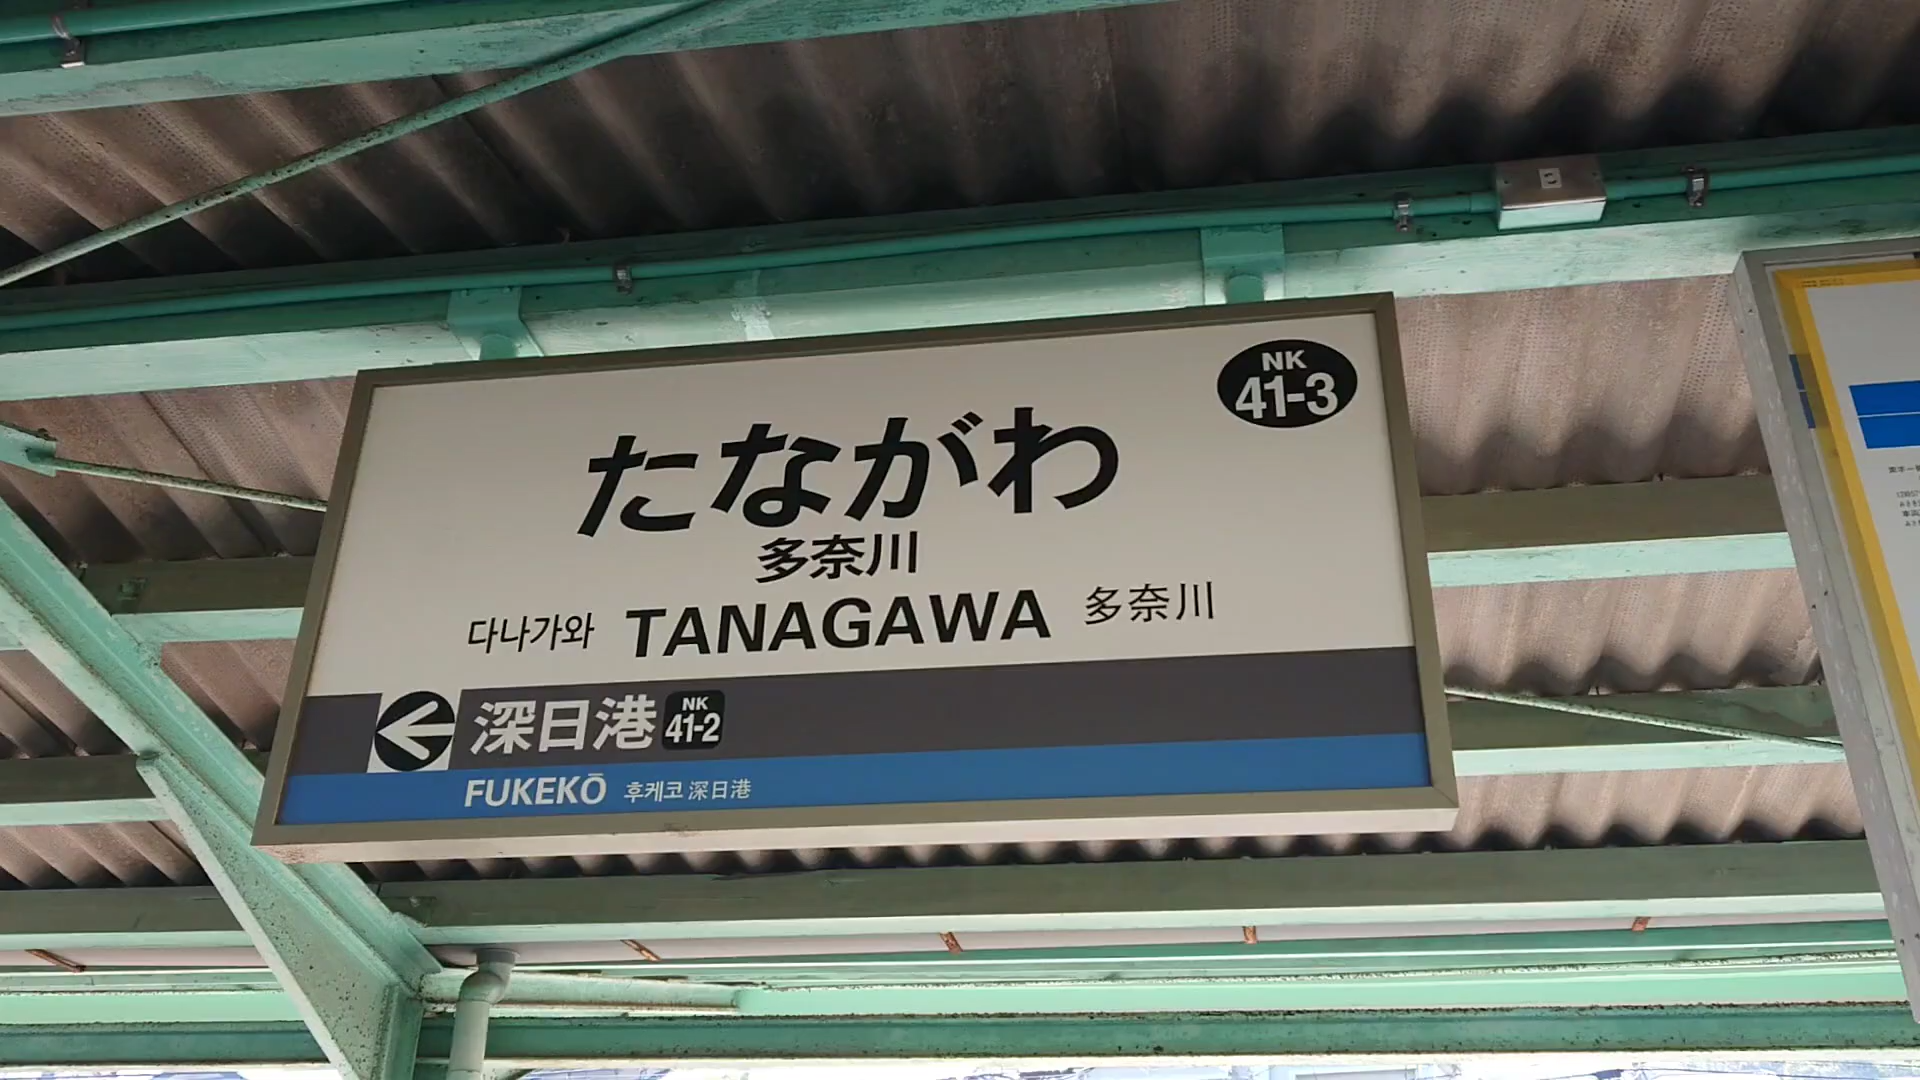 NK
41-3
たながわ
多奈川
다나가와 TANAGAWA 多奈川
深日港 NK 41-2
FUKEKŌ 후케코 深日港